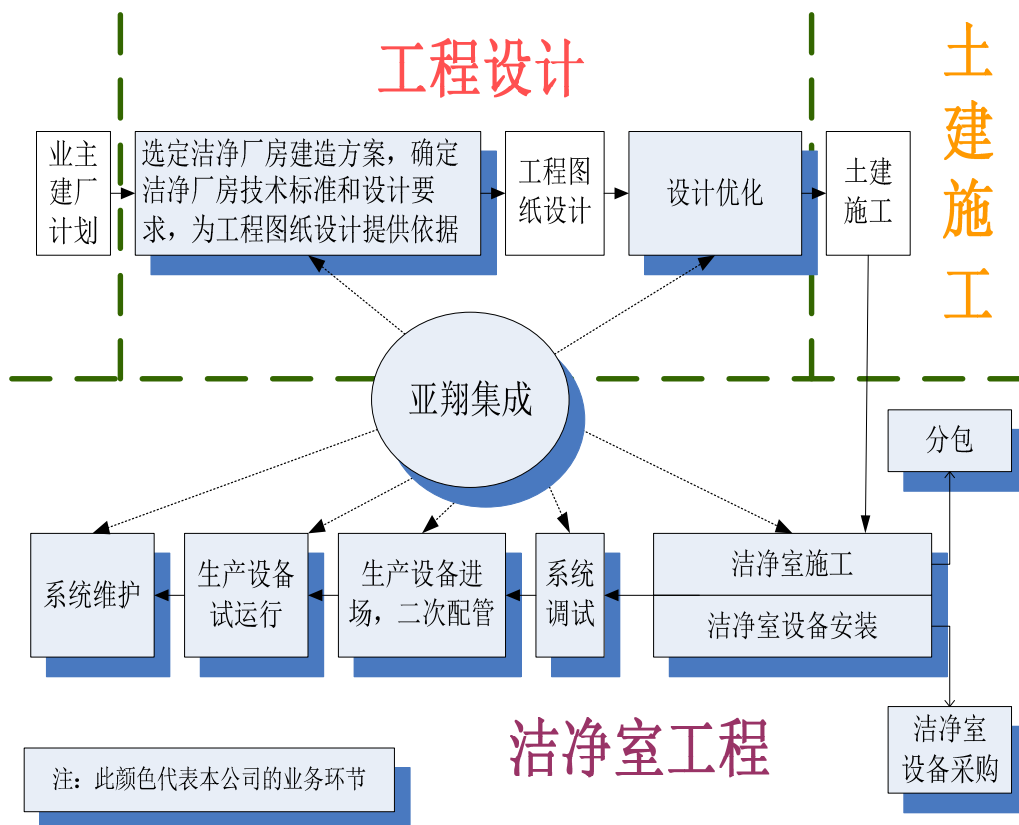 工程设计
土
建
施
工
业主
建厂
计划
选定洁净厂房建造方案，确定
洁净厂房技术标准和设计要
求，为工程图纸设计提供依据
工程图
纸设计
设计优化
土建
施工
亚翔集成
分包
系统维护
生产设备
试运行
生产设备进
场，二次配管
系统
调试
洁净室施工
洁净室设备安装
洁净室工程
洁净室
设备采购
注：此颜色代表本公司的业务环节